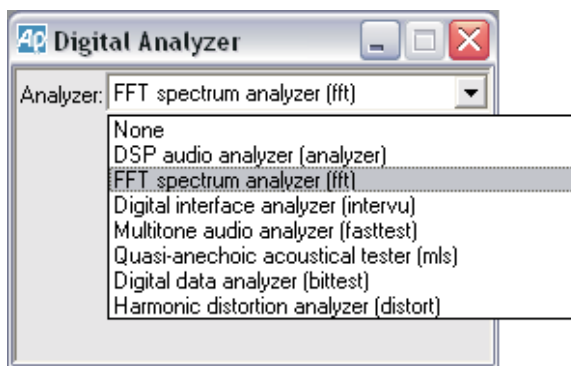 Ap Digital Analyzer
Analyzer: FFT spectrum analyzer (fft)
None
DSP audio analyzer (analyzer)
FFT spectrum analyzer (fft)
Digital interface analyzer (intervu)
Multitone audio analyzer (fasttest)
Quasi-anechoic acoustical tester (mls)
Digital data analyzer (bittest)
Harmonic distortion analyzer (distort)